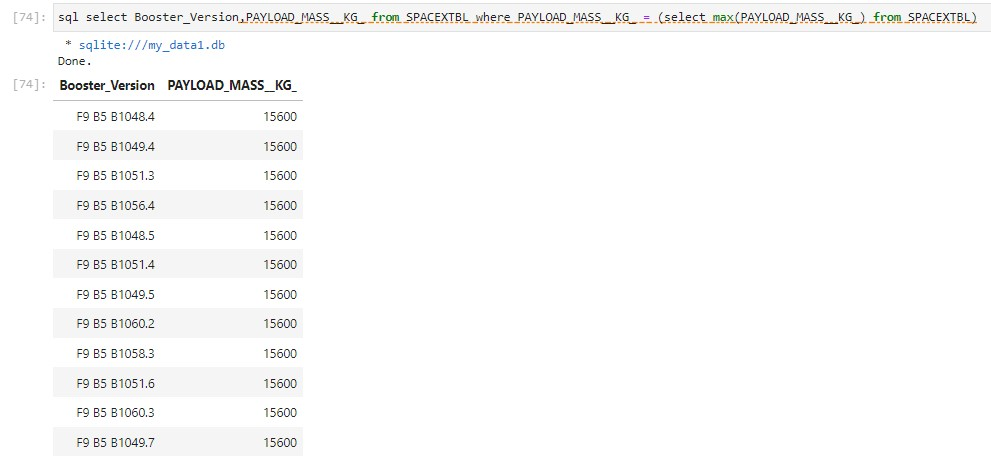 [74]: sql select Booster_Version,PAYLOAD_MASS__KG_ from SPACEXTBL where PAYLOAD_MASS__KG_ = (select max(PAYLOAD_MASS__KG_) from SPACEXTBL)
* sqlite:///my_data1.db
Done.
[74]: Booster_Version PAYLOAD_MASS__KG_
F9 B5 B1048.4 15600
F9 B5 B1049.4 15600
F9 B5 B1051.3 15600
F9 B5 B1056.4 15600
F9 B5 B1048.5 15600
F9 B5 B1051.4 15600
F9 B5 B1049.5 15600
F9 B5 B1060.2 15600
F9 B5 B1058.3 15600
F9 B5 B1051.6 15600
F9 B5 B1060.3 15600
F9 B5 B1049.7 15600